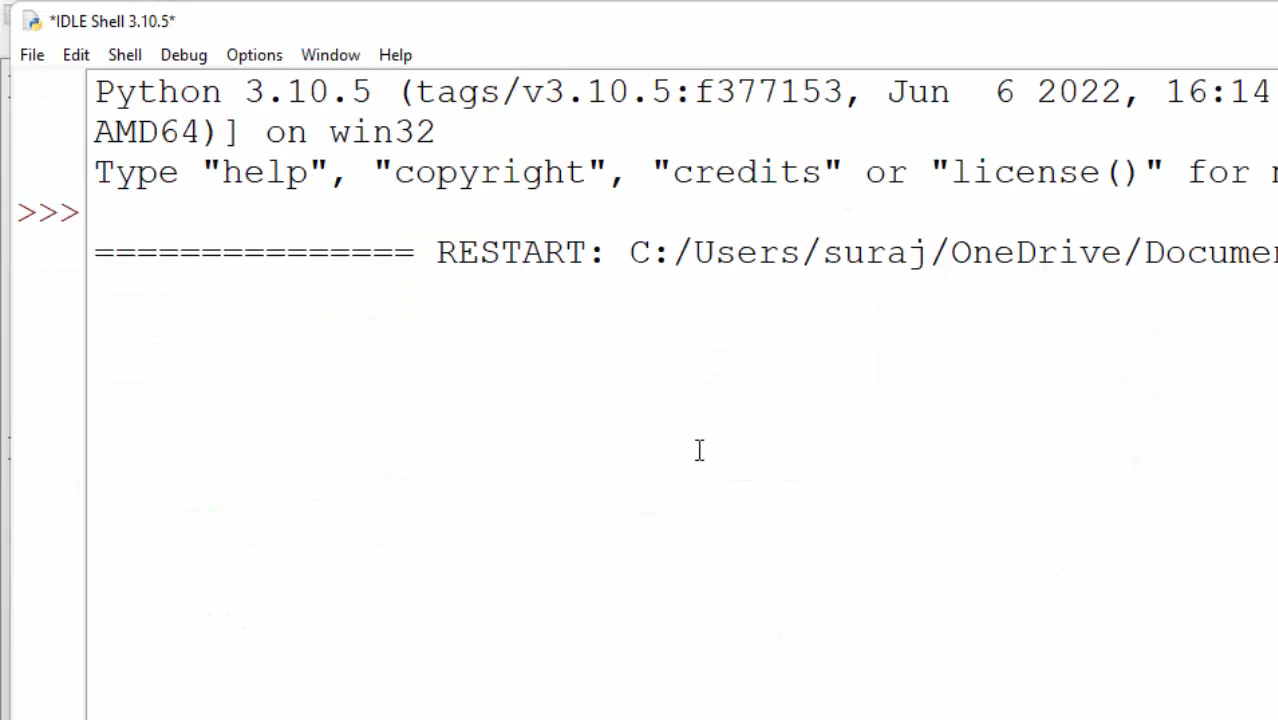 *IDLE Shell 3.10.5*
File Edit Shell Debug Options Window Help
Python 3.10.5 (tags/v3.10.5:f377153, Jun  6 2022, 16:14
AMD64)] on win32
Type "help", "copyright", "credits" or "license()" for
>>>
=============== RESTART: C:/Users/suraj/OneDrive/Documen